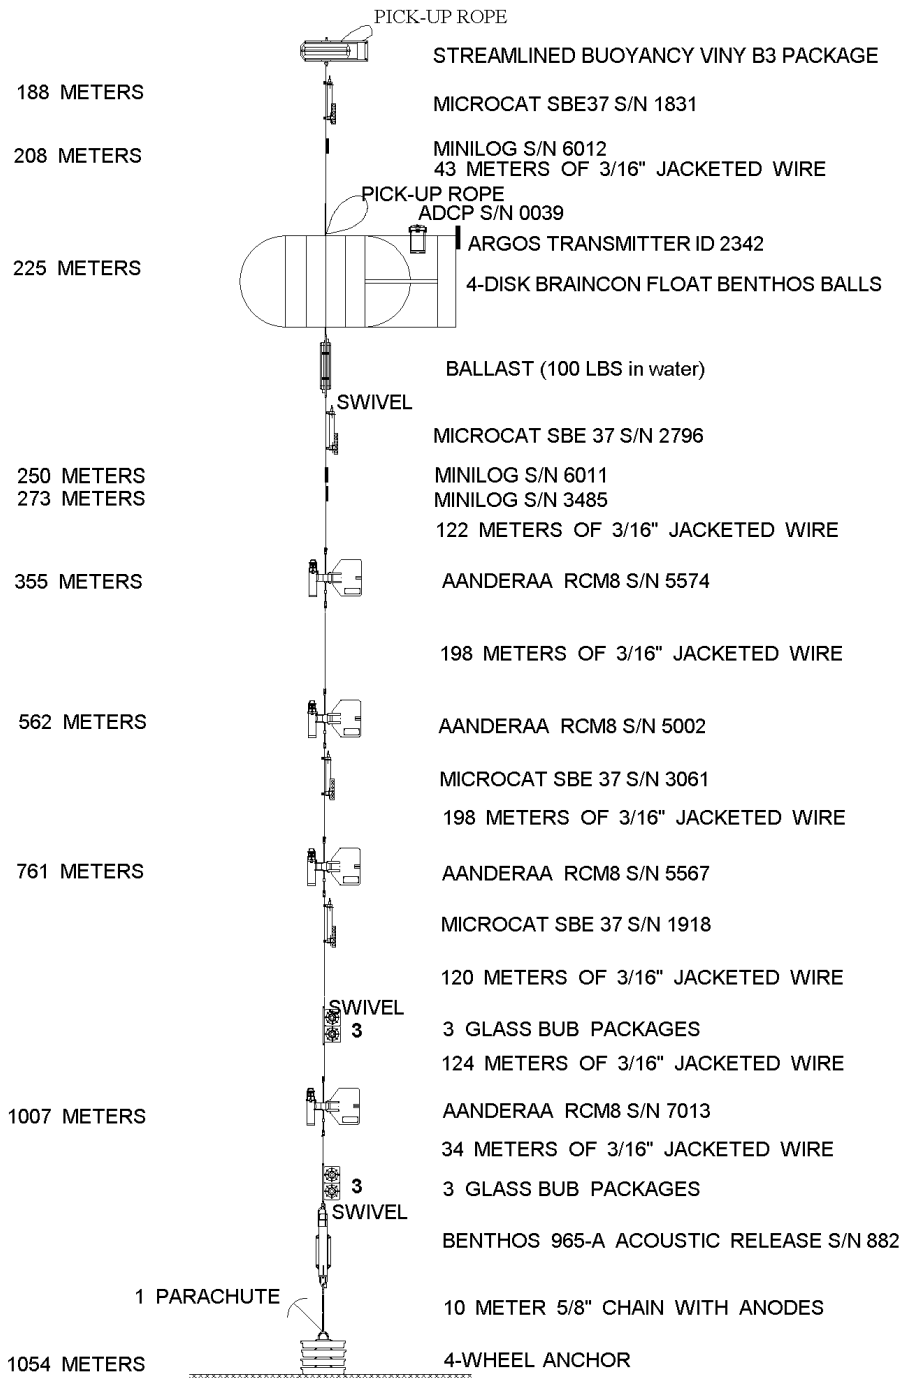 PICK-UP ROPE
STREAMLINED BUOYANCY VINY B3 PACKAGE
188 METERS
MICROCAT SBE37 S/N 1831
208 METERS
MINILOG S/N 6012
43 METERS OF 3/16" JACKETED WIRE
PICK-UP ROPE
ADCP S/N 0039
ARGOS TRANSMITTER ID 2342
225 METERS
4-DISK BRAINCON FLOAT BENTHOS BALLS
BALLAST (100 LBS in water)
SWIVEL
MICROCAT SBE 37 S/N 2796
250 METERS
MINILOG S/N 6011
273 METERS
MINILOG S/N 3485
122 METERS OF 3/16" JACKETED WIRE
355 METERS
AANDERAA RCM8 S/N 5574
198 METERS OF 3/16" JACKETED WIRE
562 METERS
AANDERAA RCM8 S/N 5002
MICROCAT SBE 37 S/N 3061
198 METERS OF 3/16" JACKETED WIRE
761 METERS
AANDERAA RCM8 S/N 5567
MICROCAT SBE 37 S/N 1918
120 METERS OF 3/16" JACKETED WIRE
SWIVEL
3
3 GLASS BUB PACKAGES
124 METERS OF 3/16" JACKETED WIRE
1007 METERS
AANDERAA RCM8 S/N 7013
34 METERS OF 3/16" JACKETED WIRE
3
3 GLASS BUB PACKAGES
SWIVEL
BENTHOS 965-A ACOUSTIC RELEASE S/N 882
1 PARACHUTE
10 METER 5/8" CHAIN WITH ANODES
1054 METERS
4-WHEEL ANCHOR